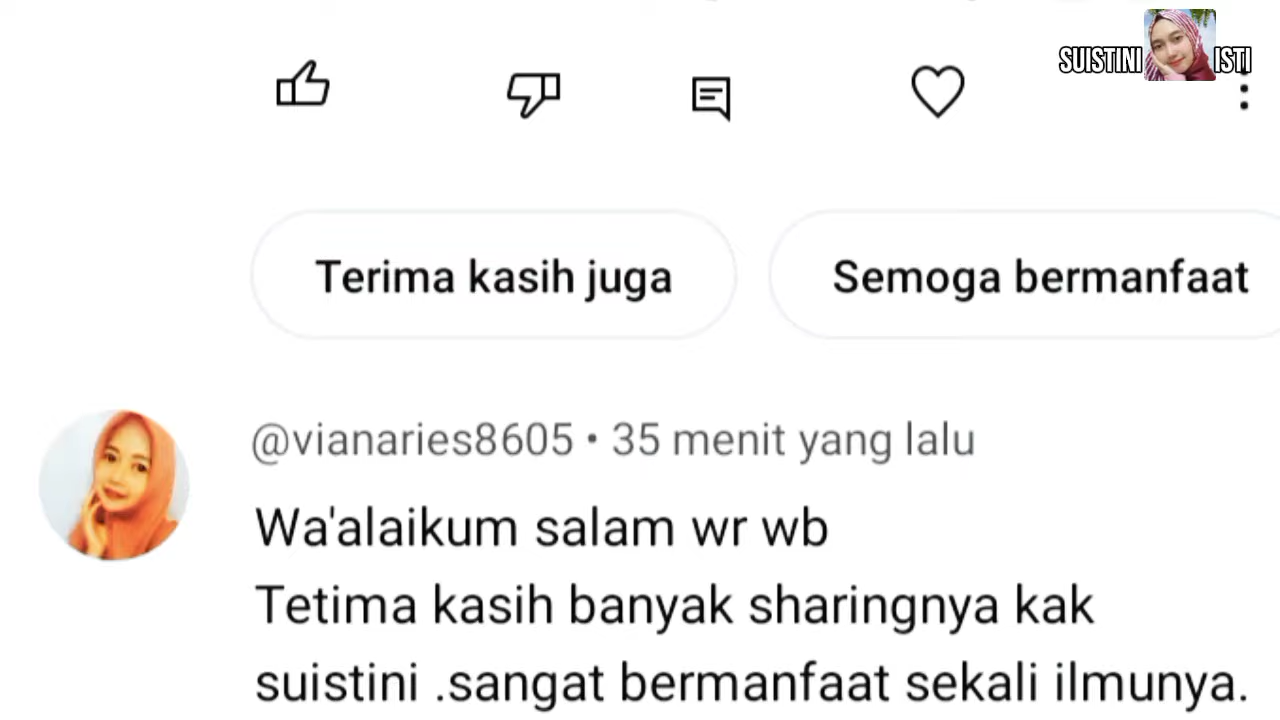 SUISTINI ISTI
Terima kasih juga
Semoga bermanfaat
@vianaries8605 • 35 menit yang lalu
Wa'alaikum salam wr wb
Tetima kasih banyak sharingnya kak
suistini .sangat bermanfaat sekali ilmunya.